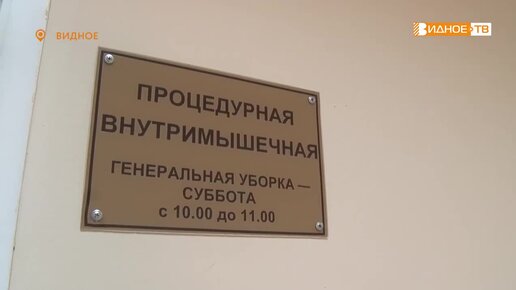 ВИДНОЕ
ВИДНОЕ ТВ
ПРОЦЕДУРНАЯ
ВНУТРИМЫШЕЧНАЯ
ГЕНЕРАЛЬНАЯ УБОРКА —
СУББОТА
с 10.00 до 11.00